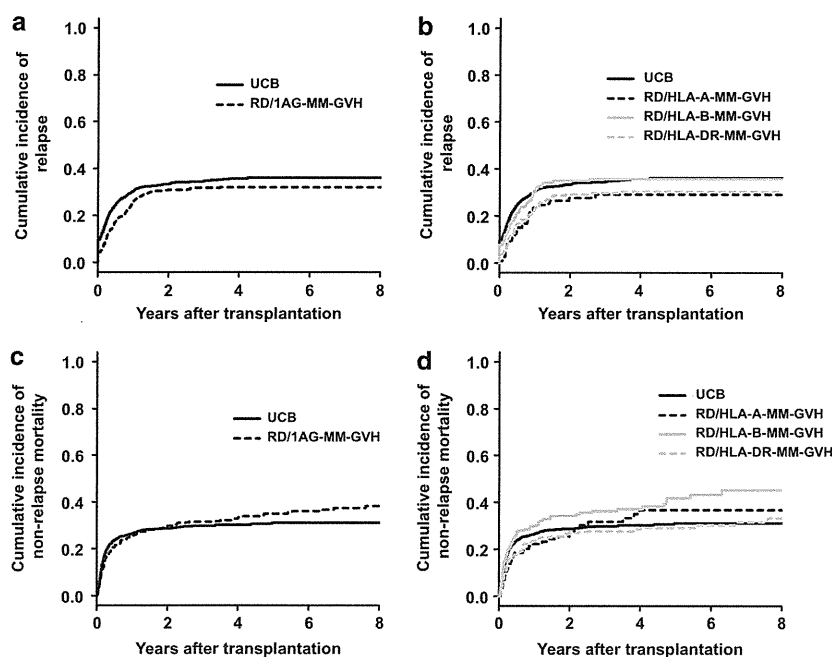 a
Cumulative incidence of
relapse
1.0
0.8
0.6
0.4
0.2
0.0
UCB
RD/1AG-MM-GVH
0 2 4 6 8
Years after transplantation
b
Cumulative incidence of
relapse
1.0
0.8
0.6
0.4
0.2
0.0
UCB
RD/HLA-A-MM-GVH
RD/HLA-B-MM-GVH
RD/HLA-DR-MM-GVH
0 2 4 6 8
Years after transplantation
c
Cumulative incidence of
non-relapse mortality
1.0
0.8
0.6
0.4
0.2
0.0
UCB
RD/1AG-MM-GVH
0 2 4 6 8
Years after transplantation
d
Cumulative incidence of
non-relapse mortality
1.0
0.8
0.6
0.4
0.2
0.0
UCB
RD/HLA-A-MM-GVH
RD/HLA-B-MM-GVH
RD/HLA-DR-MM-GVH
0 2 4 6 8
Years after transplantation